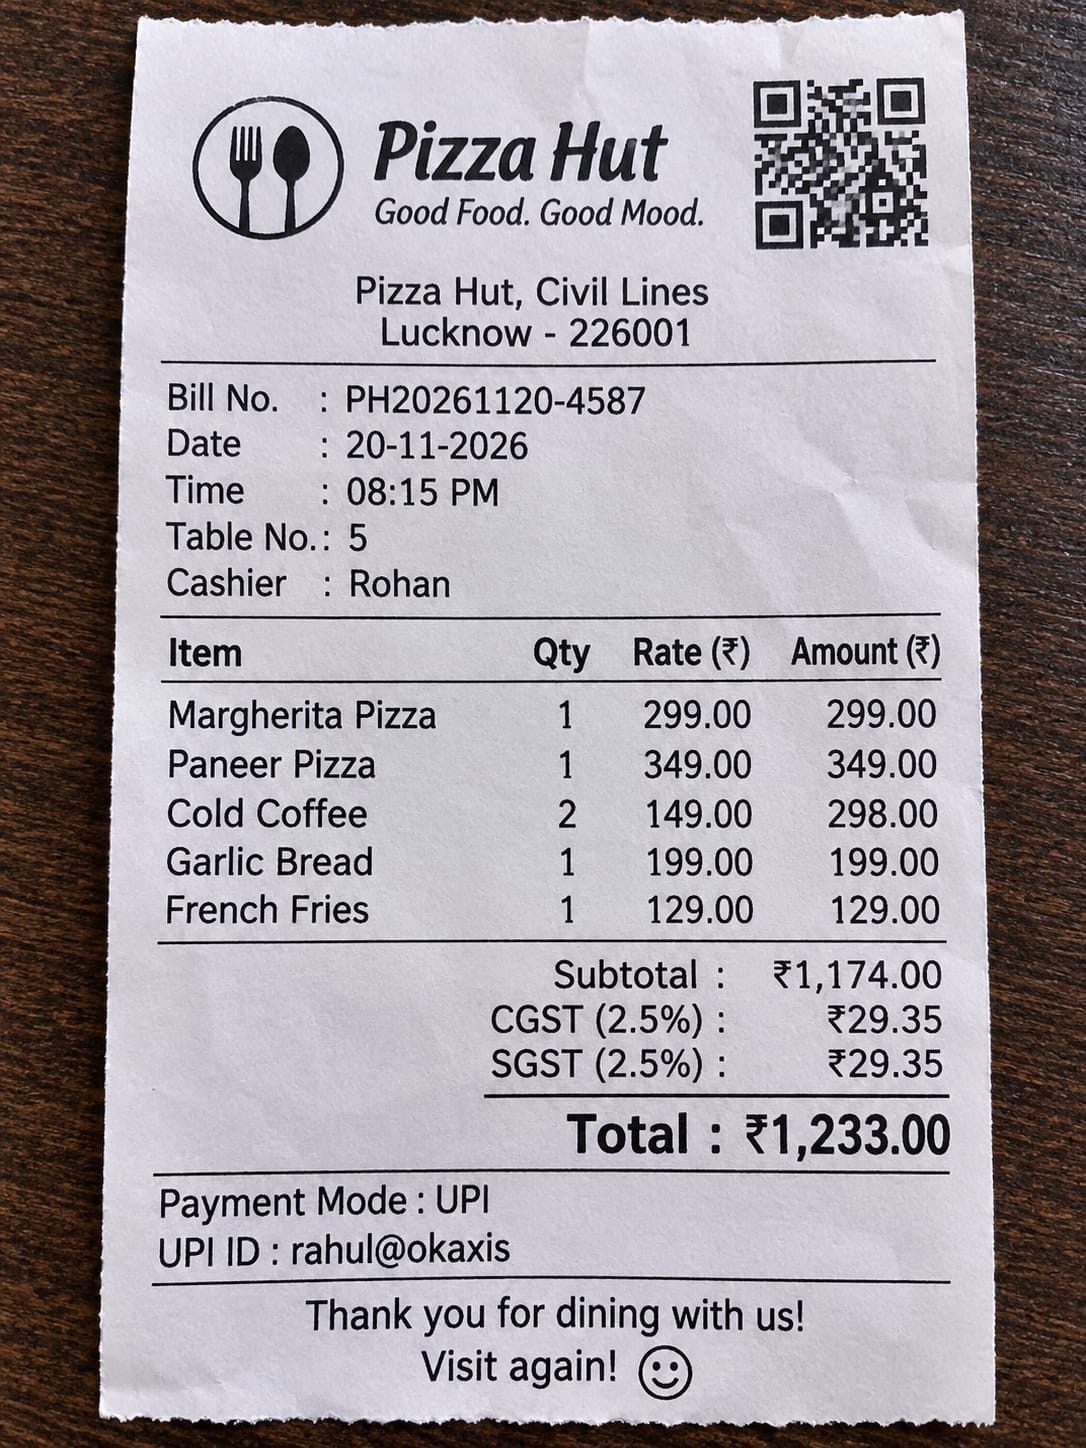 Pizza Hut
Good Food. Good Mood.
Pizza Hut, Civil Lines
Lucknow - 226001
Bill No. : PH20261120-4587
Date : 20-11-2026
Time : 08:15 PM
Table No. : 5
Cashier : Rohan
Item Qty Rate (₹) Amount (₹)
Margherita Pizza 1 299.00 299.00
Paneer Pizza 1 349.00 349.00
Cold Coffee 2 149.00 298.00
Garlic Bread 1 199.00 199.00
French Fries 1 129.00 129.00
Subtotal : ₹1,174.00
CGST (2.5%) : ₹29.35
SGST (2.5%) : ₹29.35
Total : ₹1,233.00
Payment Mode : UPI
UPI ID : rahul@okaxis
Thank you for dining with us!
Visit again!